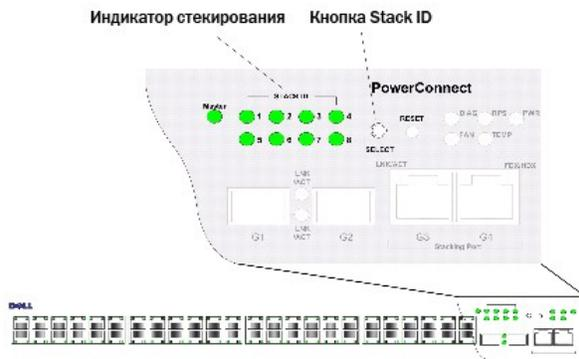 Индикатор стекирования Кнопка Stack ID
PowerConnect
STACK ID
Master 1 2 3 4 RESET DIAG RPS PWR
5 6 7 8 SELECT FAN TEMP
LNK/ACT FDX/HDX
LNK
/ACT
G1 G2 G3 G4
LNK
/ACT
Stacking Port
DELL